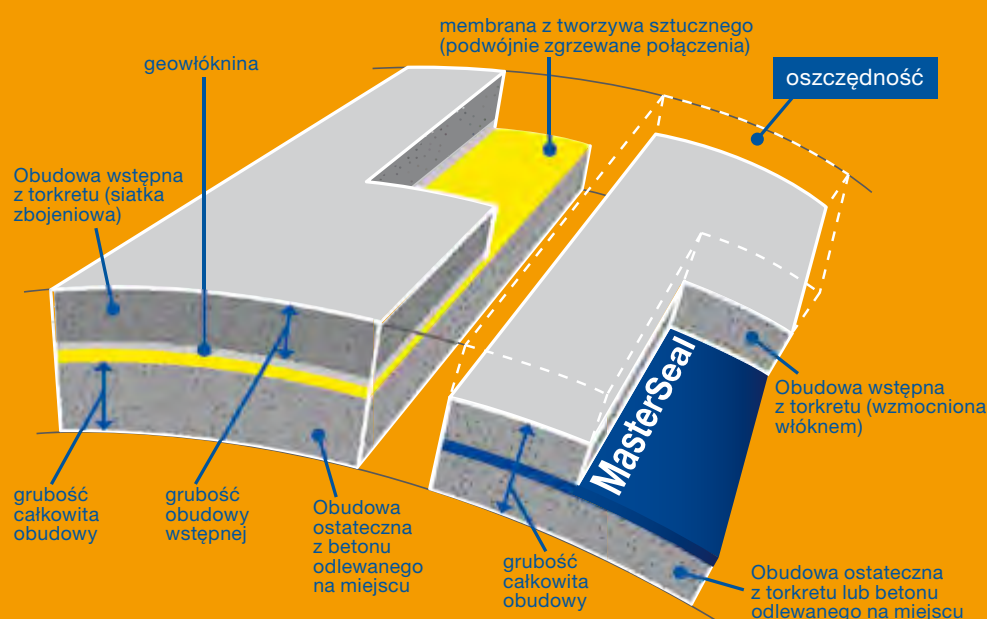 membrana z tworzywa sztucznego
(podwójnie zgrzewane połączenia)
geowłóknina
oszczędność
Obudowa wstępna
z torkretu (siatka
zbojeniowa)
MasterSeal
Obudowa wstępna
z torkretu (wzmocniona
włóknem)
grubość
całkowita
obudowy
grubość
obudowy
wstępnej
Obudowa
ostateczna
z betonu
odlewanego
na miejscu
grubość
całkowita
obudowy
Obudowa ostateczna
z torkretu lub betonu
odlewanego na miejscu